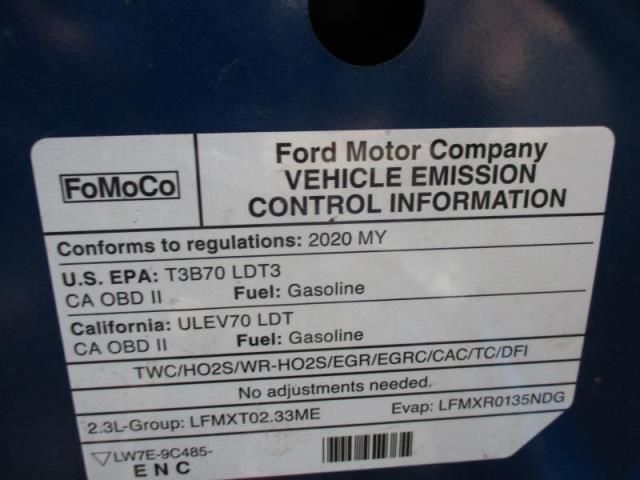 FoMoCo
Ford Motor Company
VEHICLE EMISSION
CONTROL INFORMATION
Conforms to regulations: 2020 MY
U.S. EPA: T3B70 LDT3
CA OBD II Fuel: Gasoline
California: ULEV70 LDT
CA OBD II Fuel: Gasoline
TWC/HO2S/WR-HO2S/EGR/EGRC/CAC/TC/DFI
No adjustments needed.
2.3L-Group: LFMXT02.33ME Evap: LFMXR0135NDG
LW7E-9C485-
ENC